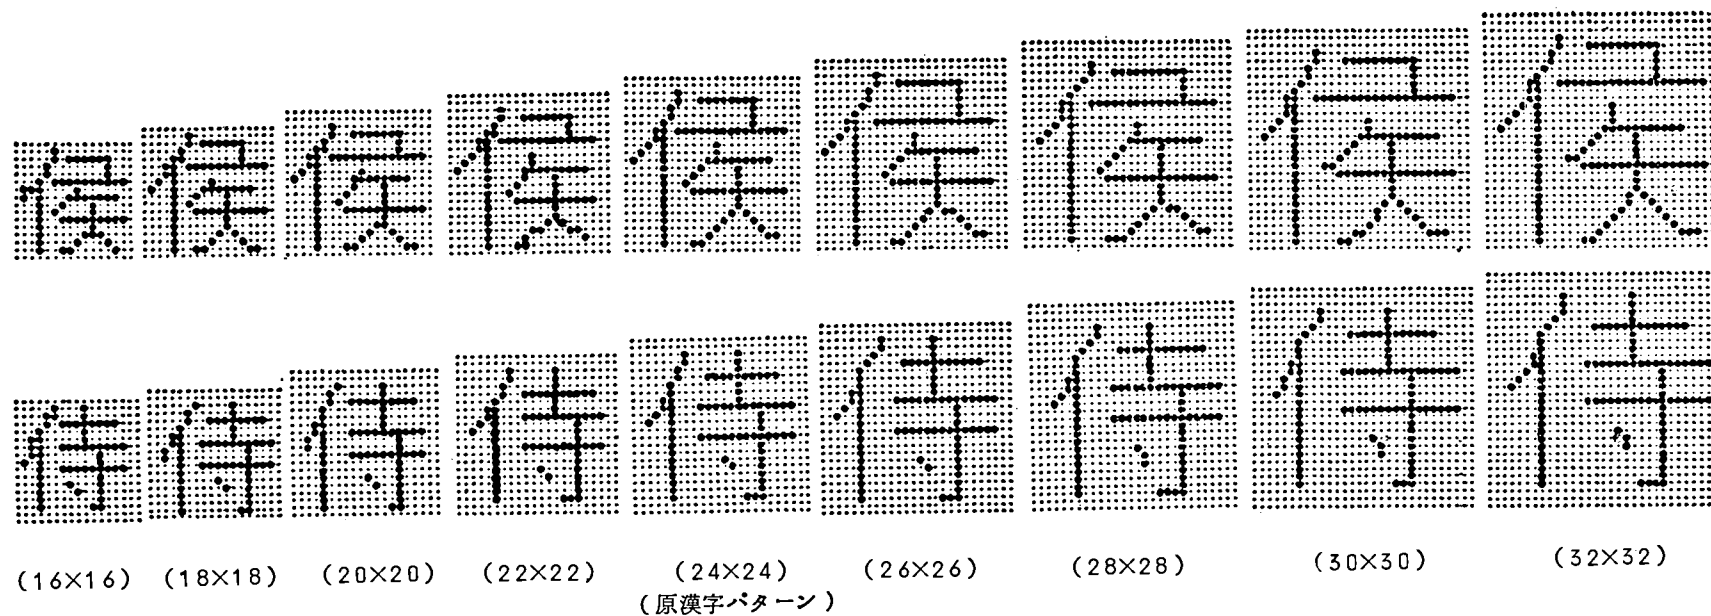 侯 侯 侯 侯 侯 侯 侯 侯 侯
侍 侍 侍 侍 侍 侍 侍 侍 侍
(16×16) (18×18) (20×20) (22×22) (24×24) (26×26) (28×28) (30×30) (32×32)
(原漢字パターン)